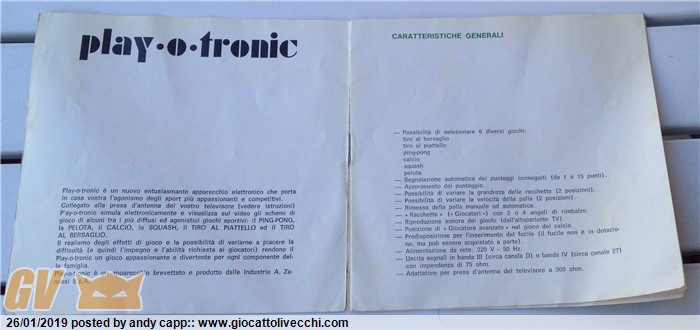 play·o·tronic
Play-o-tronic è un nuovo entusiasmante apparecchio elettronico che porta
in casa vostra l'agonismo degli sport più appassionanti e competitivi.
Collegato alla presa d'antenna del vostro televisore (vedere istruzioni)
Play-o-tronic simula elettronicamente e visualizza sul video gli schemi di
gioco di alcuni tra i più diffusi ed agonistici giochi sportivi: Il PING-PONG,
la PELOTA, il CALCIO, lo SQUASH, IL TIRO AL PIATTELLO ed IL TIRO
AL BERSAGLIO.
Il realismo degli effetti di gioco e la possibilità di variarne a piacere la
difficoltà (e quindi l'impegno e l'abilità richiesta ai giocatori) rendono il
Play-o-tronic un gioco appassionante e divertente per ogni componente del-
la famiglia.
Play-o-tronic è un apparecchio brevettato e prodotto dalle Industrie A. Za-
nussi S.p.A.
CARATTERISTICHE GENERALI
— Possibilità di selezionare 6 diversi giochi:
tiro al bersaglio
tiro al piattello
ping-pong
calcio
squash
pelota
— Segnalazione automatica dei punteggi conseguiti (da 1 a 15 punti).
— Azzeramento del punteggio.
— Possibilità di variare la grandezza delle racchette (2 posizioni).
— Possibilità di variare la velocità della palla (2 posizioni).
— Rimessa della palla manuale od automatica.
— « Racchette » (« Giocatori ») con 2 o 4 angoli di rimbalzo.
— Riproduzione sonora dei giochi (dall'altoparlante TV).
— Posizione di « Giocatore avanzato » nel gioco del calcio.
— Predisposizione per l'inserimento del fucile (il fucile non è in dotazio-
ne, ma può essere acquistato a parte).
— Alimentazione da rete: 220 V - 50 Hz.
— Uscita segnali in banda III (circa canale D) o banda IV (circa canale 27)
con impedenza di 75 ohm.
— Adattatore per presa d'antenna del televisore a 300 ohm.
GV
26/01/2019 posted by andy capp:: www.giocattolivecchi.com